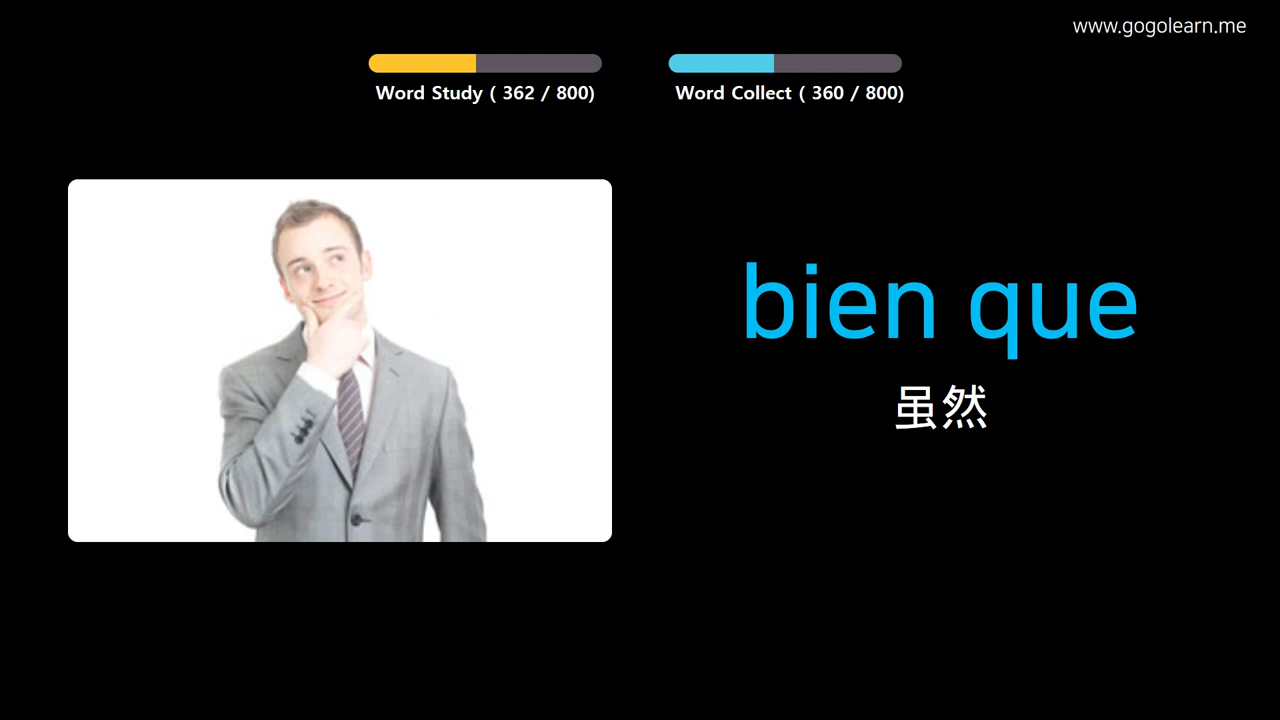 www.gogolearn.me
Word Study ( 362 / 800)
Word Collect ( 360 / 800)
bien que
虽然